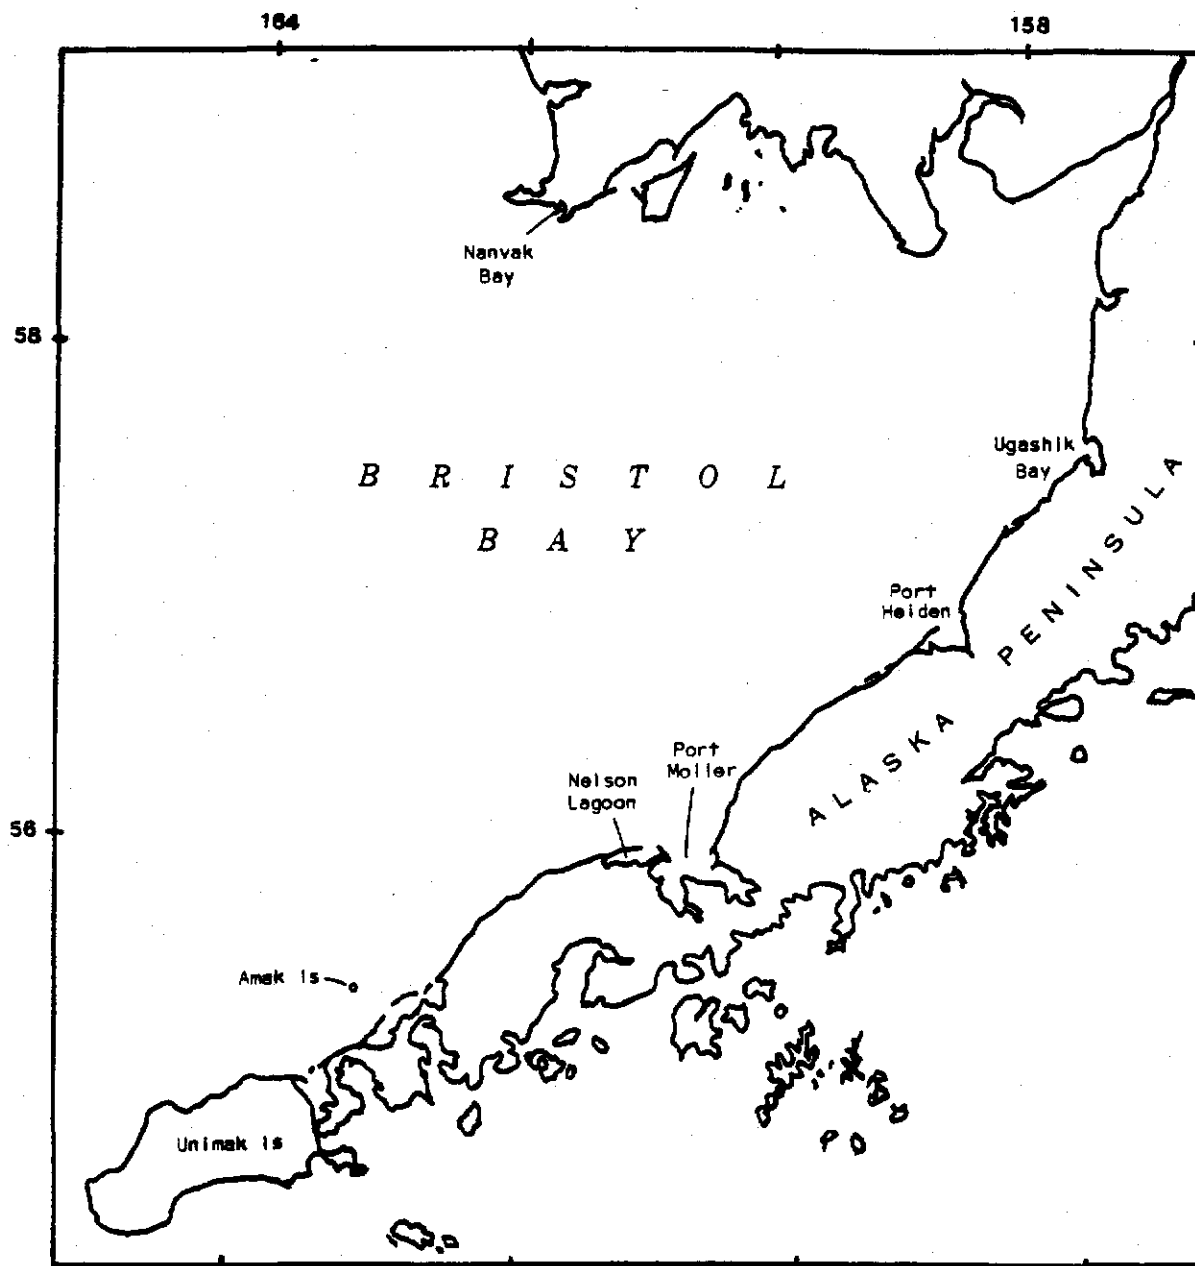 164
158
Nanvak
Bay
58
Ugashik
Bay
B R I S T O L
B A Y
Port
Heiden
ALASKA PENINSULA
Port
Moller
Nelson
Lagoon
56
Amak Is
Unimak Is